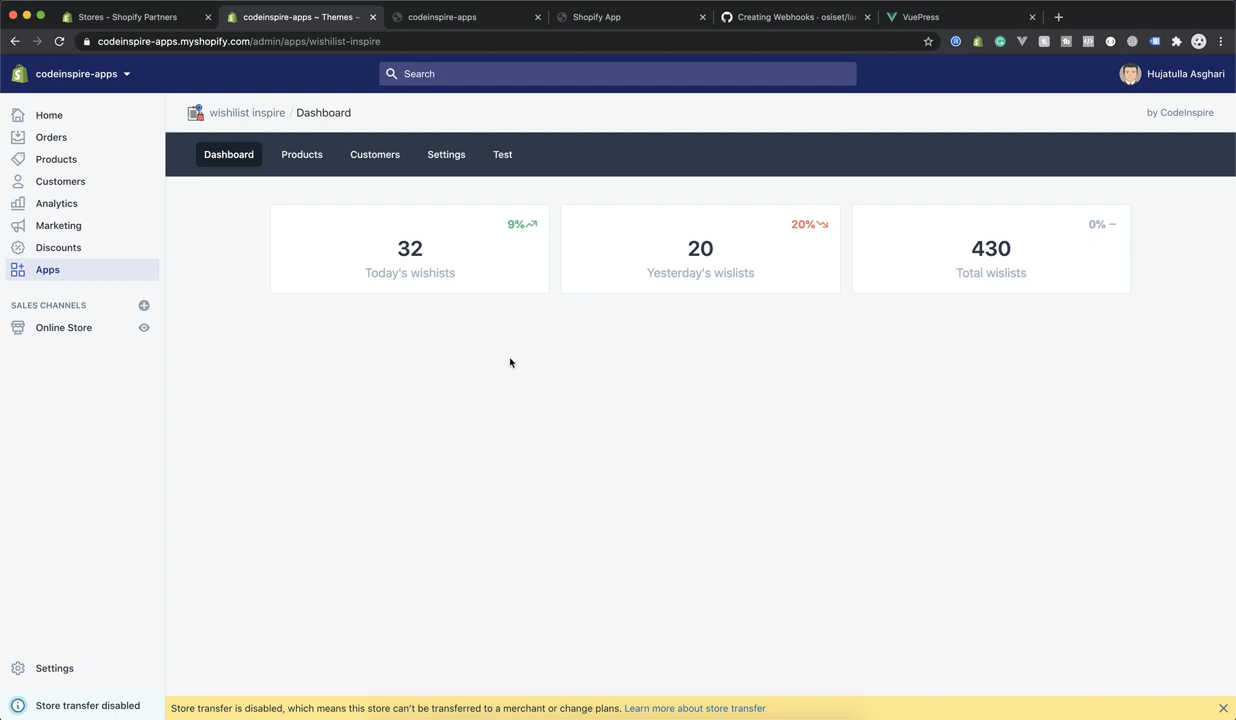 Stores - Shopify Partners
codeinspire-apps ~ Themes ~
codeinspire-apps
Shopify App
Creating Webhooks · osiset/la
VuePress
codeinspire-apps.myshopify.com/admin/apps/wishilist-inspire
codeinspire-apps
Search
Hujatulla Asghari
Home
Orders
Products
Customers
Analytics
Marketing
Discounts
Apps
SALES CHANNELS
Online Store
Settings
Store transfer disabled
wishilist inspire / Dashboard
by CodeInspire
Dashboard
Products
Customers
Settings
Test
9%
32
Today's wishists
20%
20
Yesterday's wislists
0%
430
Total wislists
Store transfer is disabled, which means this store can't be transferred to a merchant or change plans. Learn more about store transfer